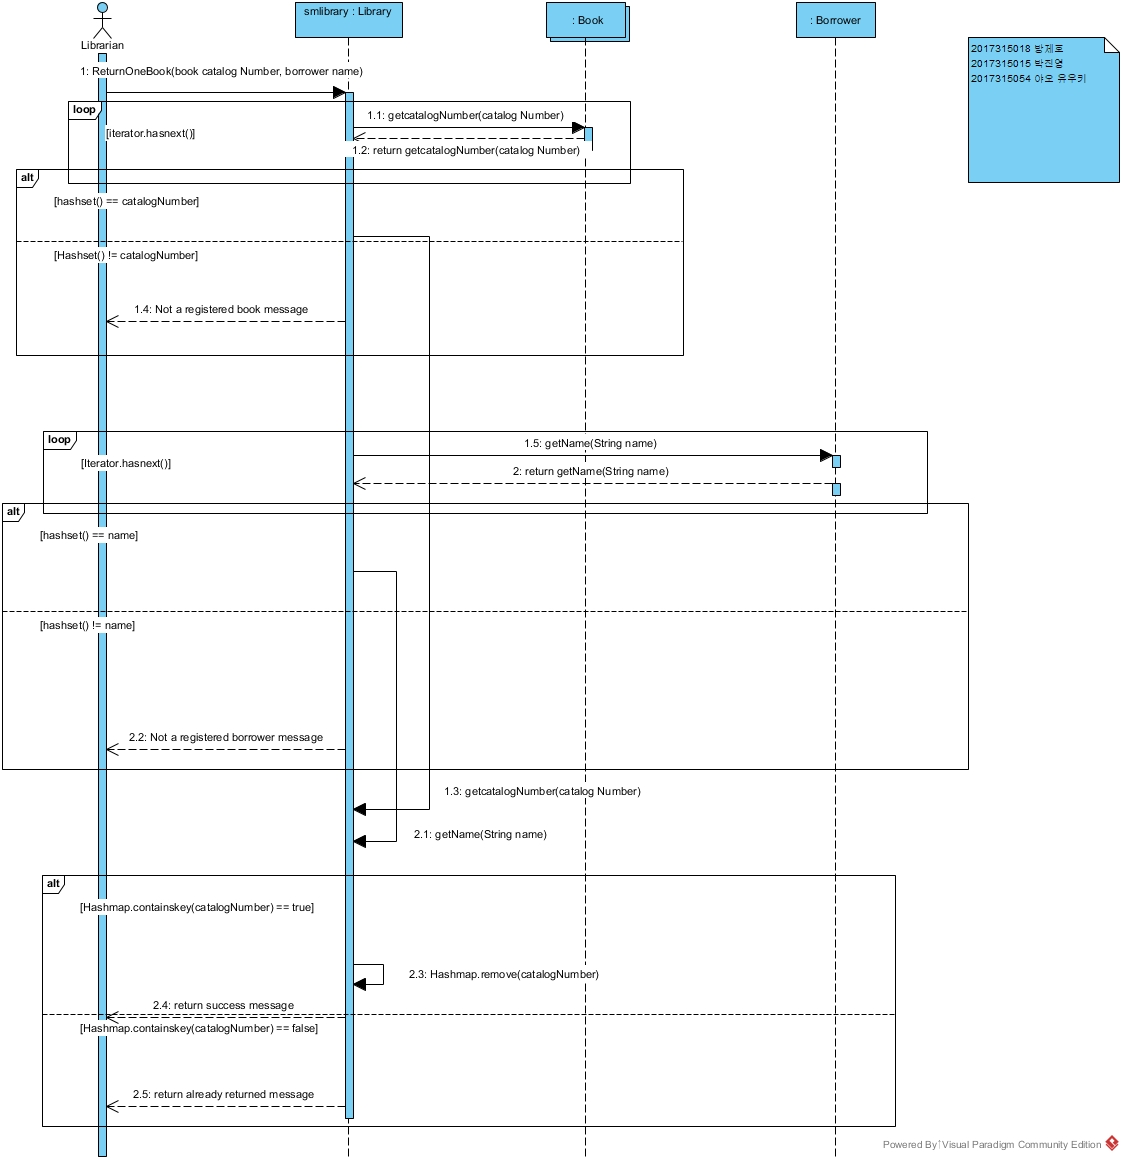 smlibrary : Library
: Book
: Borrower
Librarian
2017315018 방제호
2017315015 박진영
2017315054 야오 유우키
1: ReturnOneBook(book catalog Number, borrower name)
loop
1.1: getcatalogNumber(catalog Number)
[iterator.hasnext()]
1.2: return getcatalogNumber(catalog Number)
alt
[hashset() == catalogNumber]
[Hashset() != catalogNumber]
1.4: Not a registered book message
loop
1.5: getName(String name)
[Iterator.hasnext()]
2: return getName(String name)
alt
[hashset() == name]
[hashset() != name]
2.2: Not a registered borrower message
1.3: getcatalogNumber(catalog Number)
2.1: getName(String name)
alt
[Hashmap.containskey(catalogNumber) == true]
2.3: Hashmap.remove(catalogNumber)
2.4: return success message
[Hashmap.containskey(catalogNumber) == false]
2.5: return already returned message
Powered By Visual Paradigm Community Edition